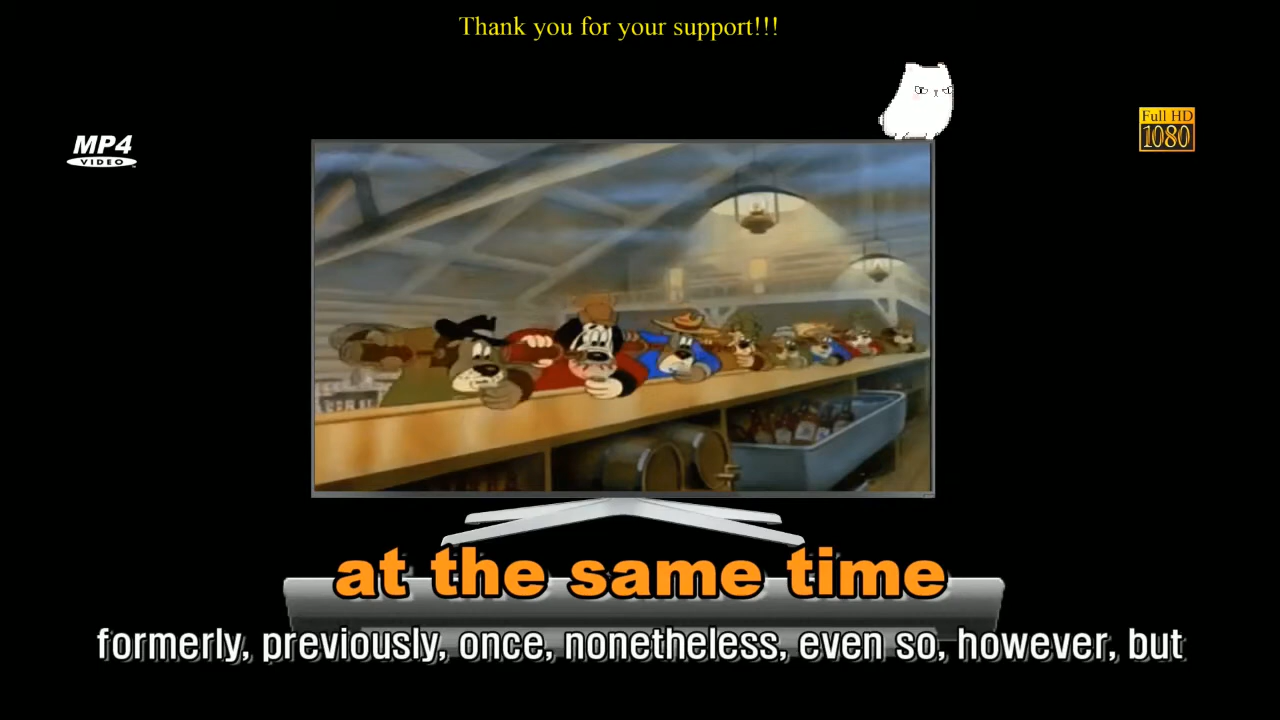 Thank you for your support!!!
MP4
VIDEO
Full HD
1080
at the same time
formerly, previously, once, nonetheless, even so, however, but